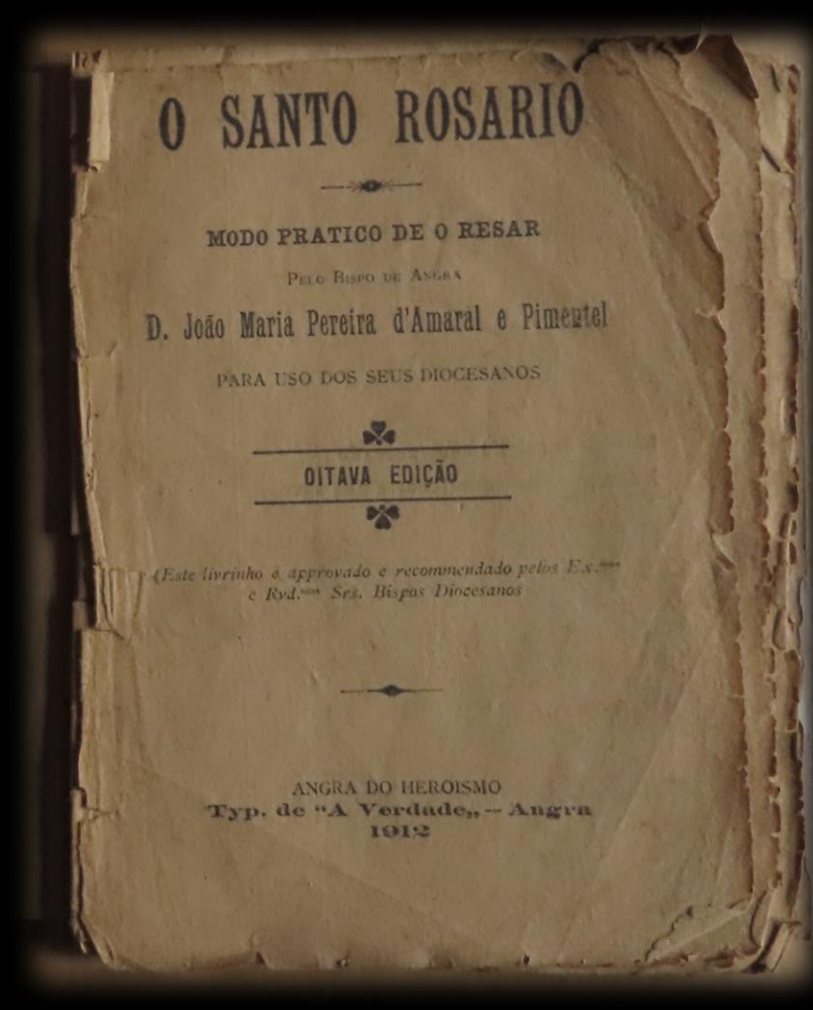 O SANTO ROSARIO
MODO PRATICO DE O RESAR
PELO BISPO DE ANGRA
D. João Maria Pereira d'Amaral e Pimentel
PARA USO DOS SEUS DIOCESANOS
OITAVA EDIÇÃO
(Este livrinho é approvado e recommendado pelos Ex.mos
e Rvd.mos Srs. Bispos Diocesanos
ANGRA DO HEROISMO
Typ. de "A Verdade„ — Angra
1912